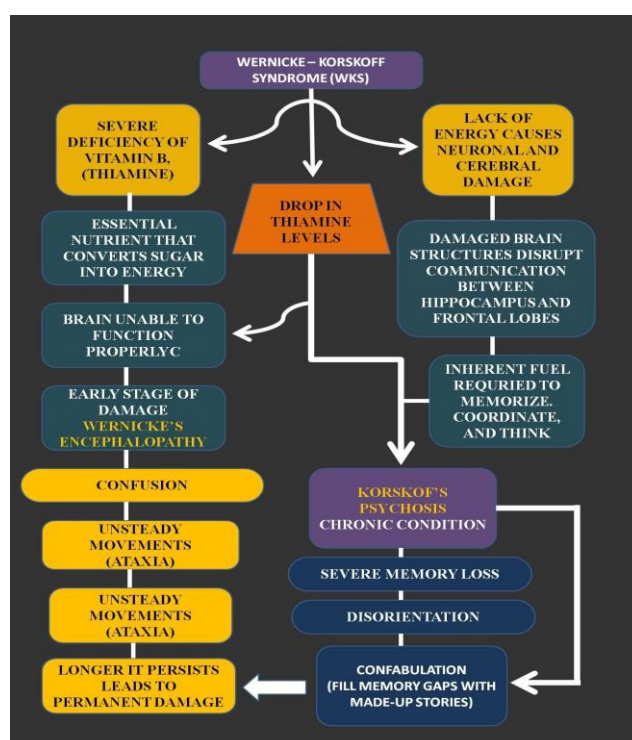 WERNICKE – KORSKOFF
SYNDROME (WKS)
SEVERE
DEFICIENCY OF
VITAMIN B,
(THIAMINE)
ESSENTIAL
NUTRIENT THAT
CONVERTS SUGAR
INTO ENERGY
BRAIN UNABLE TO
FUNCTION
PROPERLYC
EARLY STAGE OF
DAMAGE
WERNICKE'S
ENCEPHALOPATHY
CONFUSION
UNSTEADY
MOVEMENTS
(ATAXIA)
UNSTEADY
MOVEMENTS
(ATAXIA)
LONGER IT PERSISTS
LEADS TO
PERMANENT DAMAGE
DROP IN
THIAMINE
LEVELS
LACK OF
ENERGY CAUSES
NEURONAL AND
CEREBRAL
DAMAGE
DAMAGED BRAIN
STRUCTURES DISRUPT
COMMUNICATION
BETWEEN
HIPPOCAMPUS AND
FRONTAL LOBES
INHERENT FUEL
REQURIED TO
MEMORIZE.
COORDINATE,
AND THINK
KORSKOF'S
PSYCHOSIS
CHRONIC CONDITION
SEVERE MEMORY LOSS
DISORIENTATION
CONFABULATION
(FILL MEMORY GAPS WITH
MADE-UP STORIES)